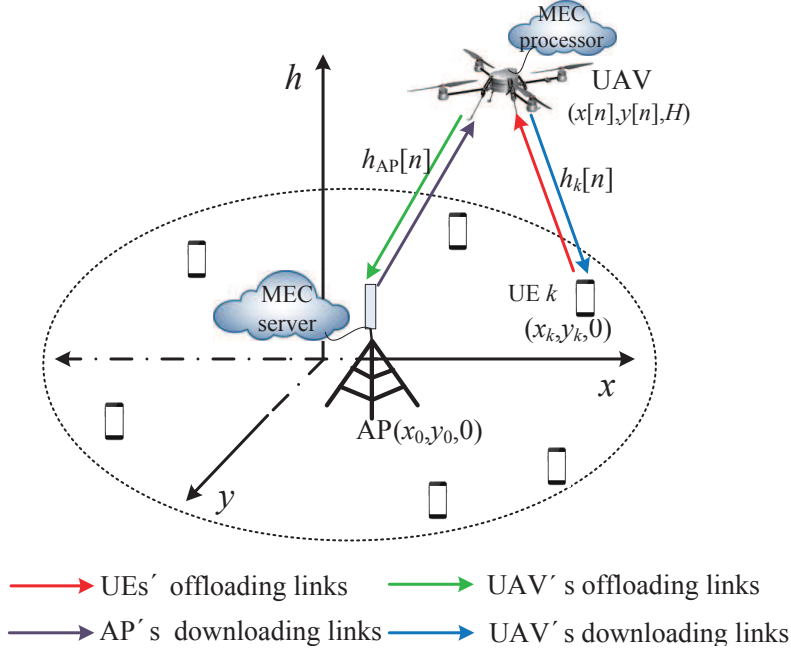 MEC
processor
h
UAV
(x[n],y[n],H)
h_AP[n]
h_k[n]
MEC
server
UE k
(x_k,y_k,0)
x
AP(x_0,y_0,0)
y
UEs´ offloading links
UAV´ s offloading links
AP´ s downloading links
UAV´ s downloading links